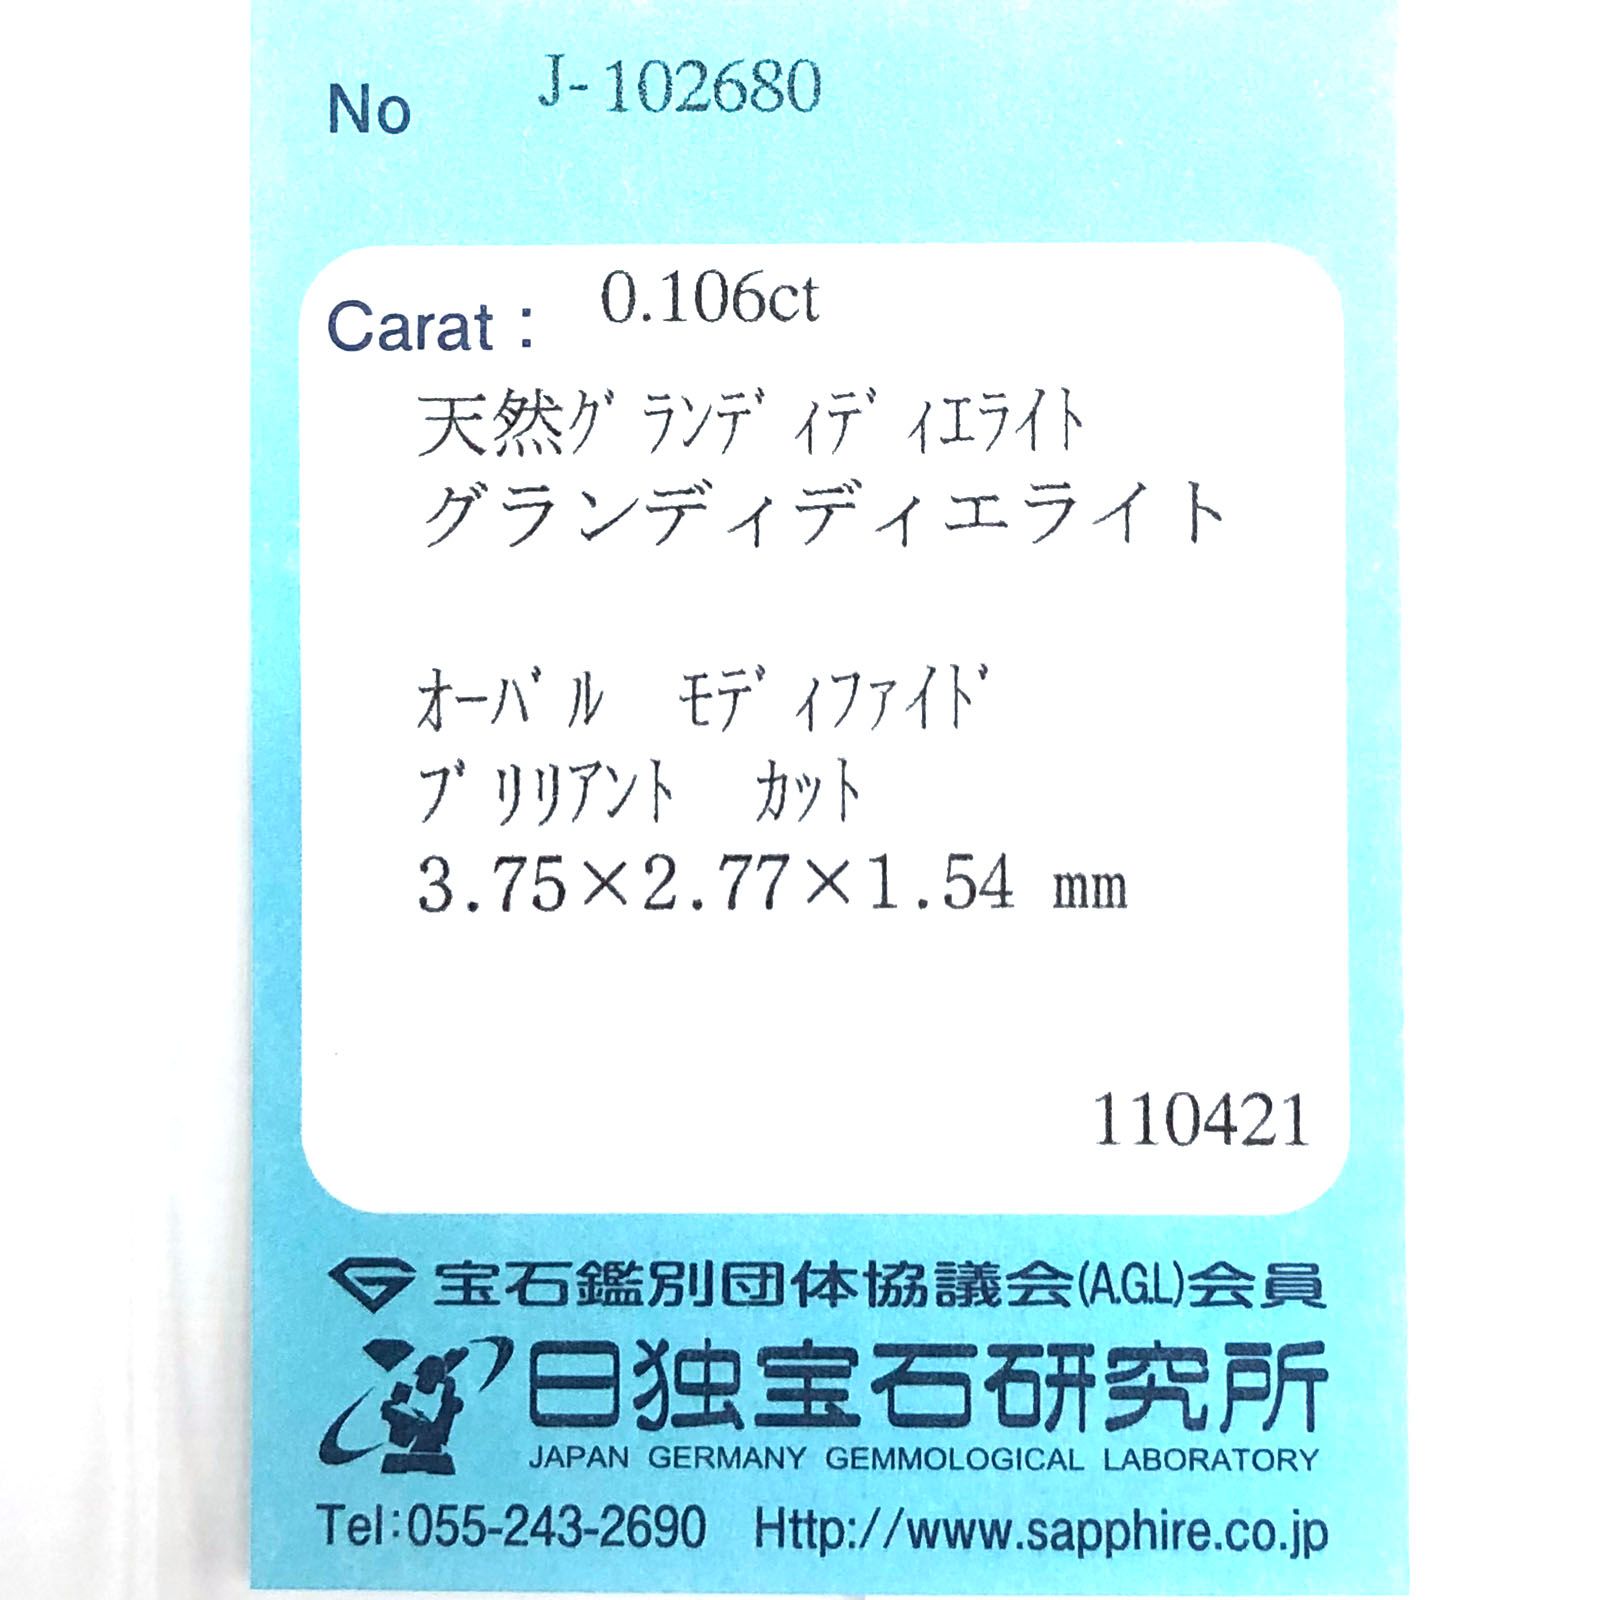 No J-102680
Carat : 0.106ct
天然グランディディエライト
グランディディエライト
オーバル モディファイド
ブリリアント カット
3.75×2.77×1.54 mm
110421
宝石鑑別団体協議会(A.G.L)会員
日独宝石研究所
JAPAN GERMANY GEMMOLOGICAL LABORATORY
Tel:055-243-2690 Http://www.sapphire.co.jp